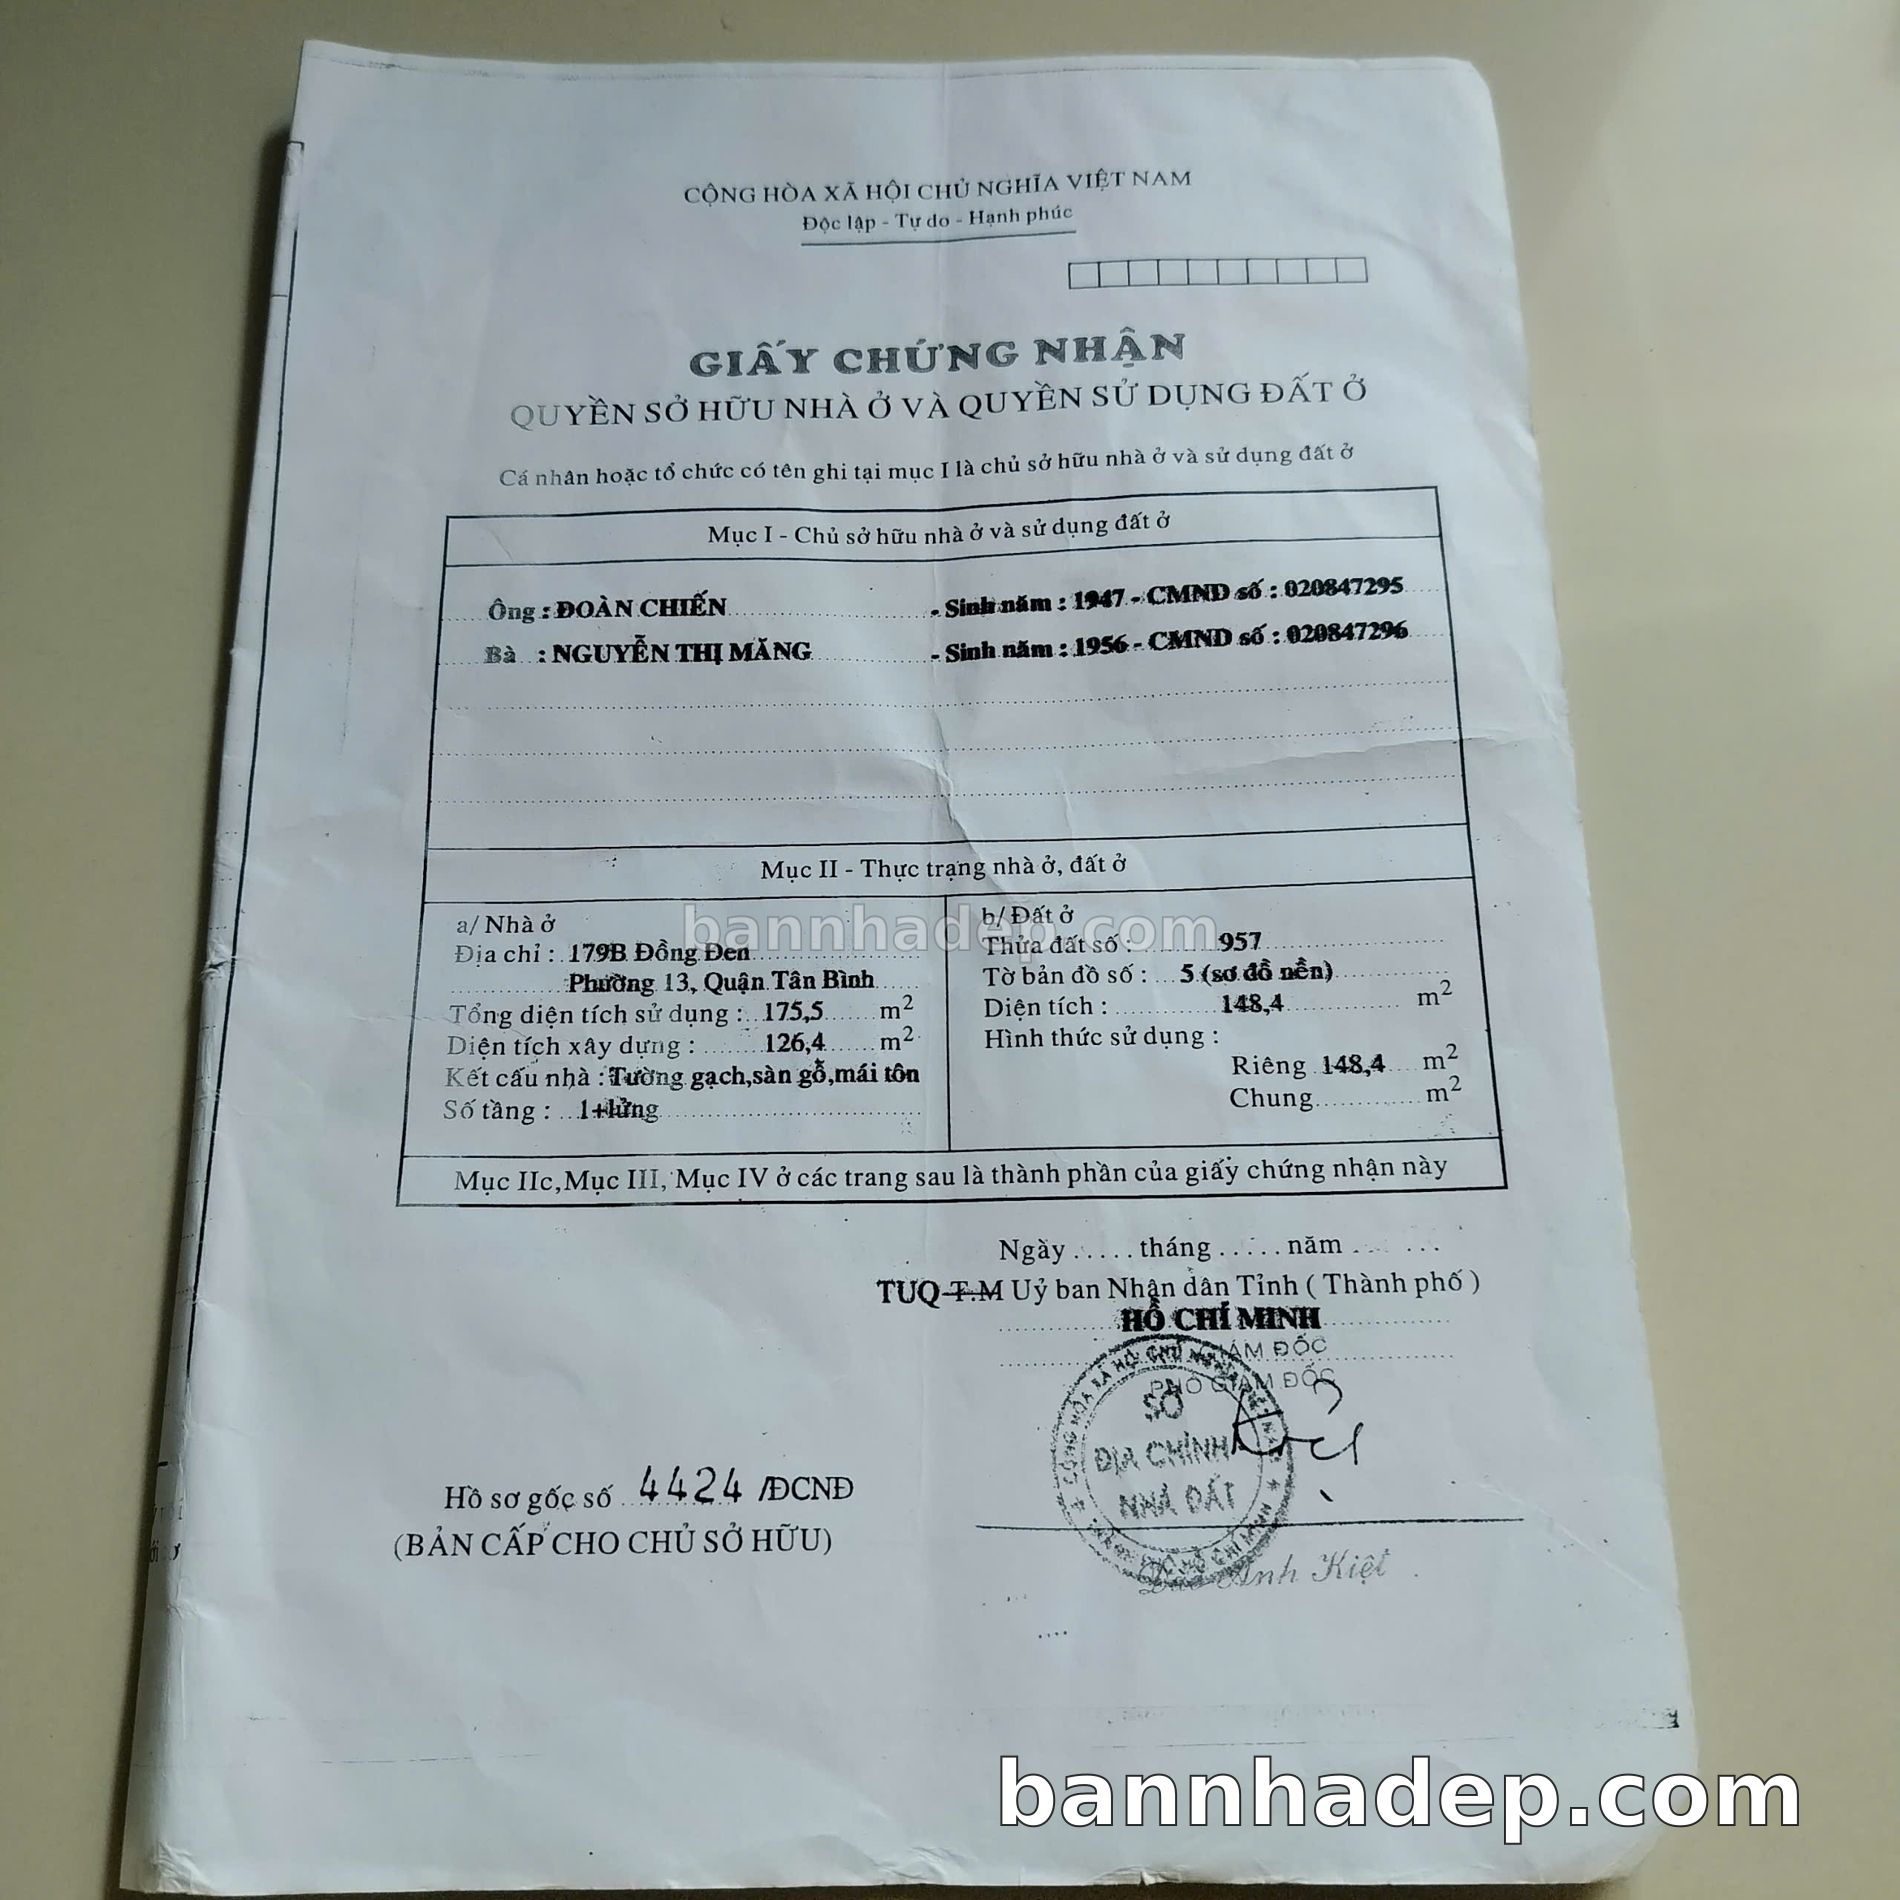 CỘNG HÒA XÃ HỘI CHỦ NGHĨA VIỆT NAM
Độc lập - Tự do - Hạnh phúc
GIẤY CHỨNG NHẬN
QUYỀN SỞ HỮU NHÀ Ở VÀ QUYỀN SỬ DỤNG ĐẤT Ở
Cá nhân hoặc tổ chức có tên ghi tại mục I là chủ sở hữu nhà ở và sử dụng đất ở
Mục I - Chủ sở hữu nhà ở và sử dụng đất ở
Ông : ĐOÀN CHIẾN - Sinh năm : 1947 - CMND số : 020847295
Bà : NGUYỄN THỊ MĂNG - Sinh năm : 1956 - CMND số : 020847296
Mục II - Thực trạng nhà ở, đất ở
a/ Nhà ở
Địa chỉ : 179B Đồng Đen
Phường 13, Quận Tân Bình
Tổng diện tích sử dụng : 175,5 m2
Diện tích xây dựng : 126,4 m2
Kết cấu nhà : Tường gạch,sàn gỗ,mái tôn
Số tầng : 1+lửng
b/ Đất ở
Thửa đất số : 957
Tờ bản đồ số : 5 (sơ đồ nền)
Diện tích : 148,4 m2
Hình thức sử dụng :
Riêng 148,4 m2
Chung m2
bannhadep.com
Mục IIc,Mục III, Mục IV ở các trang sau là thành phần của giấy chứng nhận này
Ngày ..... tháng ..... năm
TUQ T.M Uỷ ban Nhận dân Tỉnh ( Thành phố )
HỒ CHÍ MINH
GIÁM ĐỐC
PHÓ GIÁM ĐỐC
SỞ
ĐỊA CHÍNH
NHÀ ĐẤT
Hồ sơ gốc số 4424 /ĐCNĐ
(BẢN CẤP CHO CHỦ SỞ HỮU)
Anh Kiệt
bannhadep.com